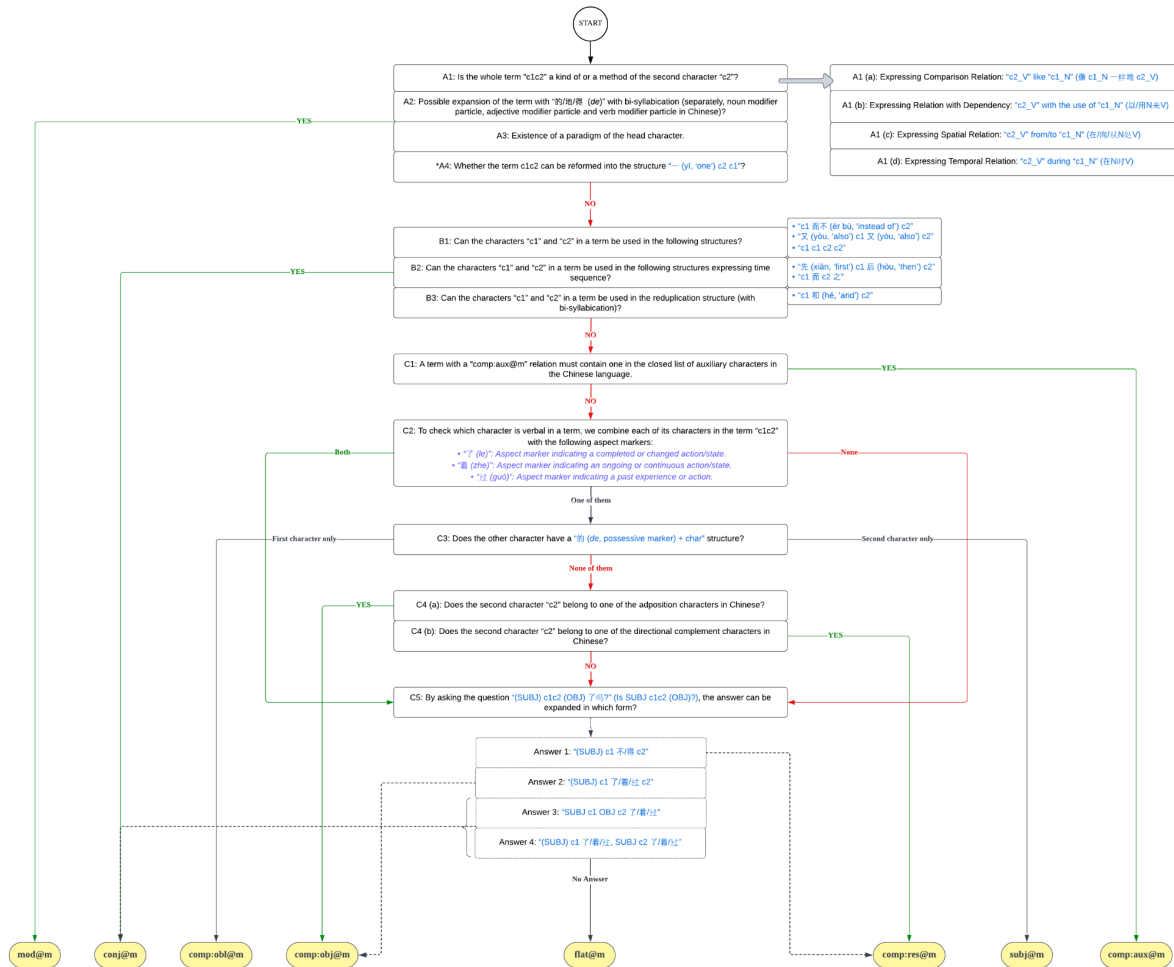 START
A1: Is the whole term "c1c2" a kind of or a method of the second character "c2"?
A2: Possible expansion of the term with "的/地/得 (de)" with bi-syllabication (separately, noun modifier
particle, adjective modifier particle and verb modifier particle in Chinese)?
A3: Existence of a paradigm of the head character.
*A4: Whether the term c1c2 can be reformed into the structure "一 (yī, 'one') c2 c1"?
A1 (a): Expressing Comparison Relation: "c2_V" like "c1_N" (像 c1_N 一样地 c2_V)
A1 (b): Expressing Relation with Dependency: "c2_V" with the use of "c1_N" (以/用N来V)
A1 (c): Expressing Spatial Relation: "c2_V" from/to "c1_N" (在/向/从N处V)
A1 (d): Expressing Temporal Relation: "c2_V" during "c1_N" (在N时V)
YES
NO
B1: Can the characters "c1" and "c2" in a term be used in the following structures?
B2: Can the characters "c1" and "c2" in a term be used in the following structures expressing time
sequence?
B3: Can the characters "c1" and "c2" in a term be used in the reduplication structure (with
bi-syllabication)?
• "c1 而不 (ér bù, 'instead of') c2"
• "又 (yòu, 'also') c1 又 (yòu, 'also') c2"
• "c1 c1 c2 c2"
• "先 (xiān, 'first') c1 后 (hòu, 'then') c2"
• "c1 而 c2 之"
• "c1 和 (hé, 'and') c2"
YES
NO
C1: A term with a "comp:aux@m" relation must contain one in the closed list of auxiliary characters in
the Chinese language.
YES
NO
C2: To check which character is verbal in a term, we combine each of its characters in the term "c1c2"
with the following aspect markers:
• "了 (le)": Aspect marker indicating a completed or changed action/state.
• "着 (zhe)": Aspect marker indicating an ongoing or continuous action/state.
• "过 (guò)": Aspect marker indicating a past experience or action.
Both
None
One of them
C3: Does the other character have a "的 (de, possessive marker) + char" structure?
First character only
Second character only
None of them
C4 (a): Does the second character "c2" belong to one of the adposition characters in Chinese?
C4 (b): Does the second character "c2" belong to one of the directional complement characters in
Chinese?
YES
YES
NO
C5: By asking the question "(SUBJ) c1c2 (OBJ) 了吗?" (Is SUBJ c1c2 (OBJ)?), the answer can be
expanded in which form?
Answer 1: "(SUBJ) c1 不/得 c2"
Answer 2: "(SUBJ) c1 了/着/过 c2"
Answer 3: "SUBJ c1 OBJ c2 了/着/过"
Answer 4: "(SUBJ) c1 了/着/过, SUBJ c2 了/着/过"
No Anwser
mod@m
conj@m
comp:obl@m
comp:obj@m
flat@m
comp:res@m
subj@m
comp:aux@m